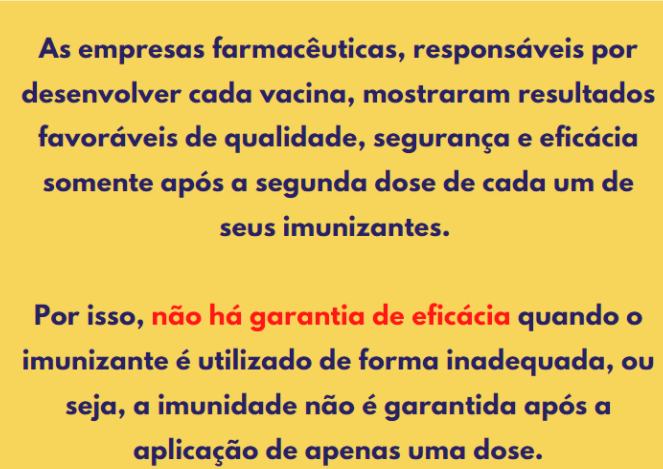 As empresas farmacêuticas, responsáveis por
desenvolver cada vacina, mostraram resultados
favoráveis de qualidade, segurança e eficácia
somente após a segunda dose de cada um de
seus imunizantes.
Por isso, não há garantia de eficácia quando o
imunizante é utilizado de forma inadequada, ou
seja, a imunidade não é garantida após a
aplicação de apenas uma dose.